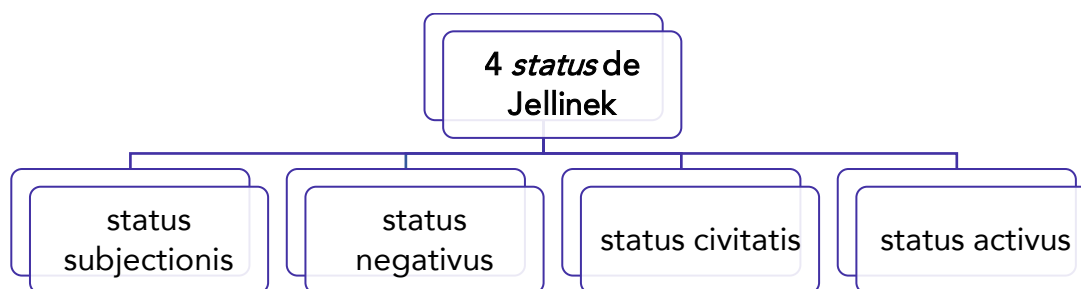 4 status de
Jellinek
status
subjectionis
status
negativus
status civitatis
status activus